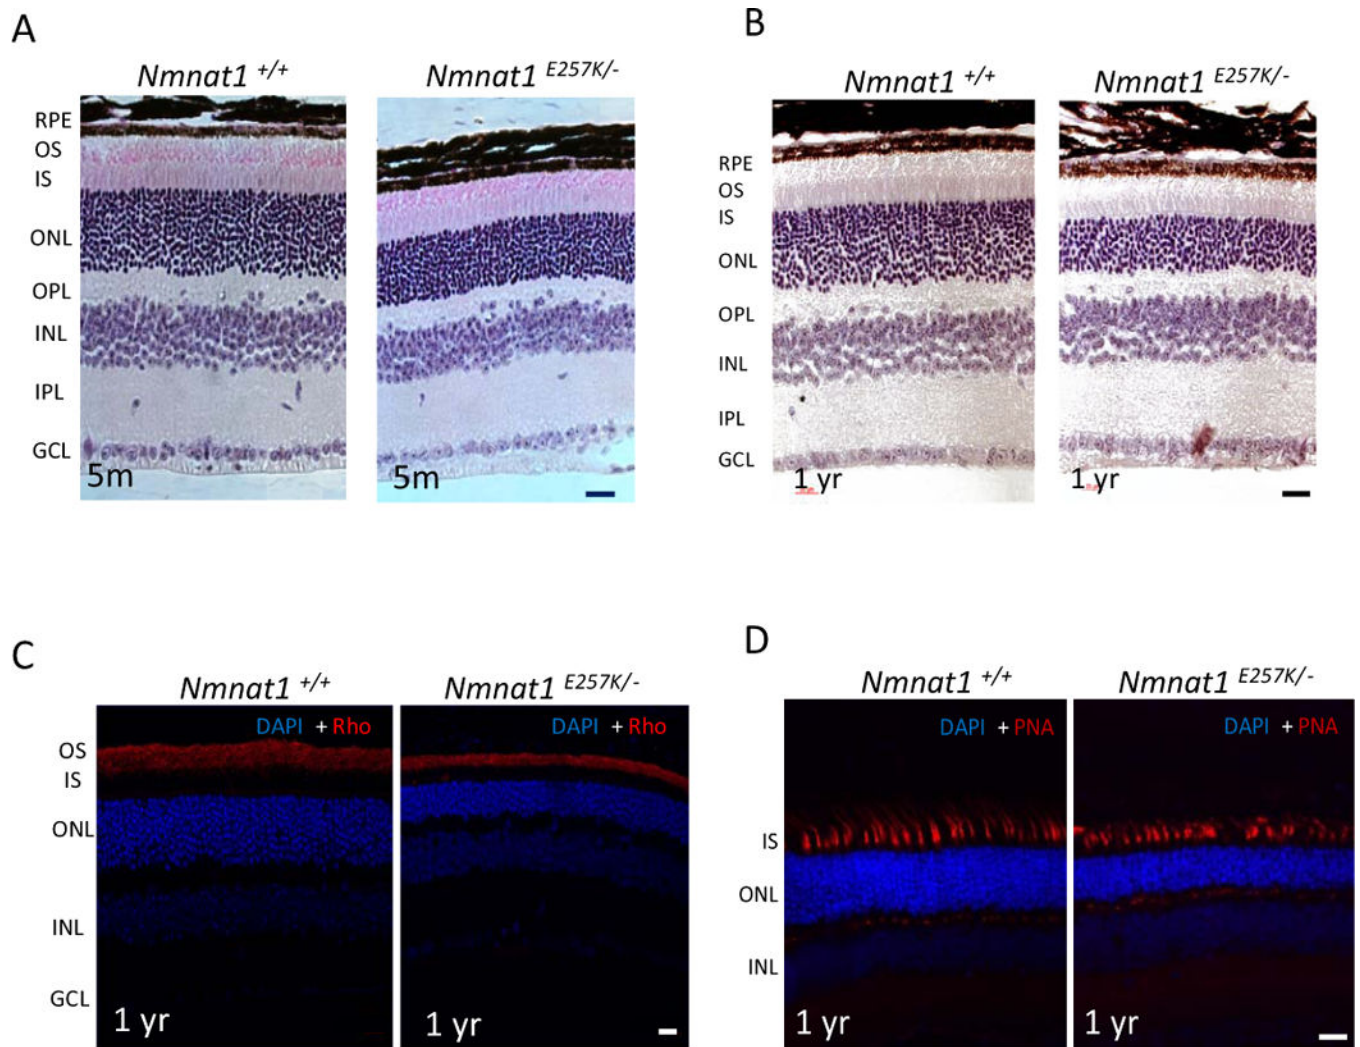 A
B
Nmnat1 +/+
Nmnat1 E257K/-
Nmnat1 +/+
Nmnat1 E257K/-
RPE
OS
IS
ONL
OPL
INL
IPL
GCL
5m
5m
RPE
OS
IS
ONL
OPL
INL
IPL
GCL
1 yr
1 yr
C
D
Nmnat1 +/+
Nmnat1 E257K/-
Nmnat1 +/+
Nmnat1 E257K/-
DAPI + Rho
DAPI + Rho
DAPI + PNA
DAPI + PNA
OS
IS
ONL
INL
GCL
1 yr
1 yr
IS
ONL
INL
1 yr
1 yr